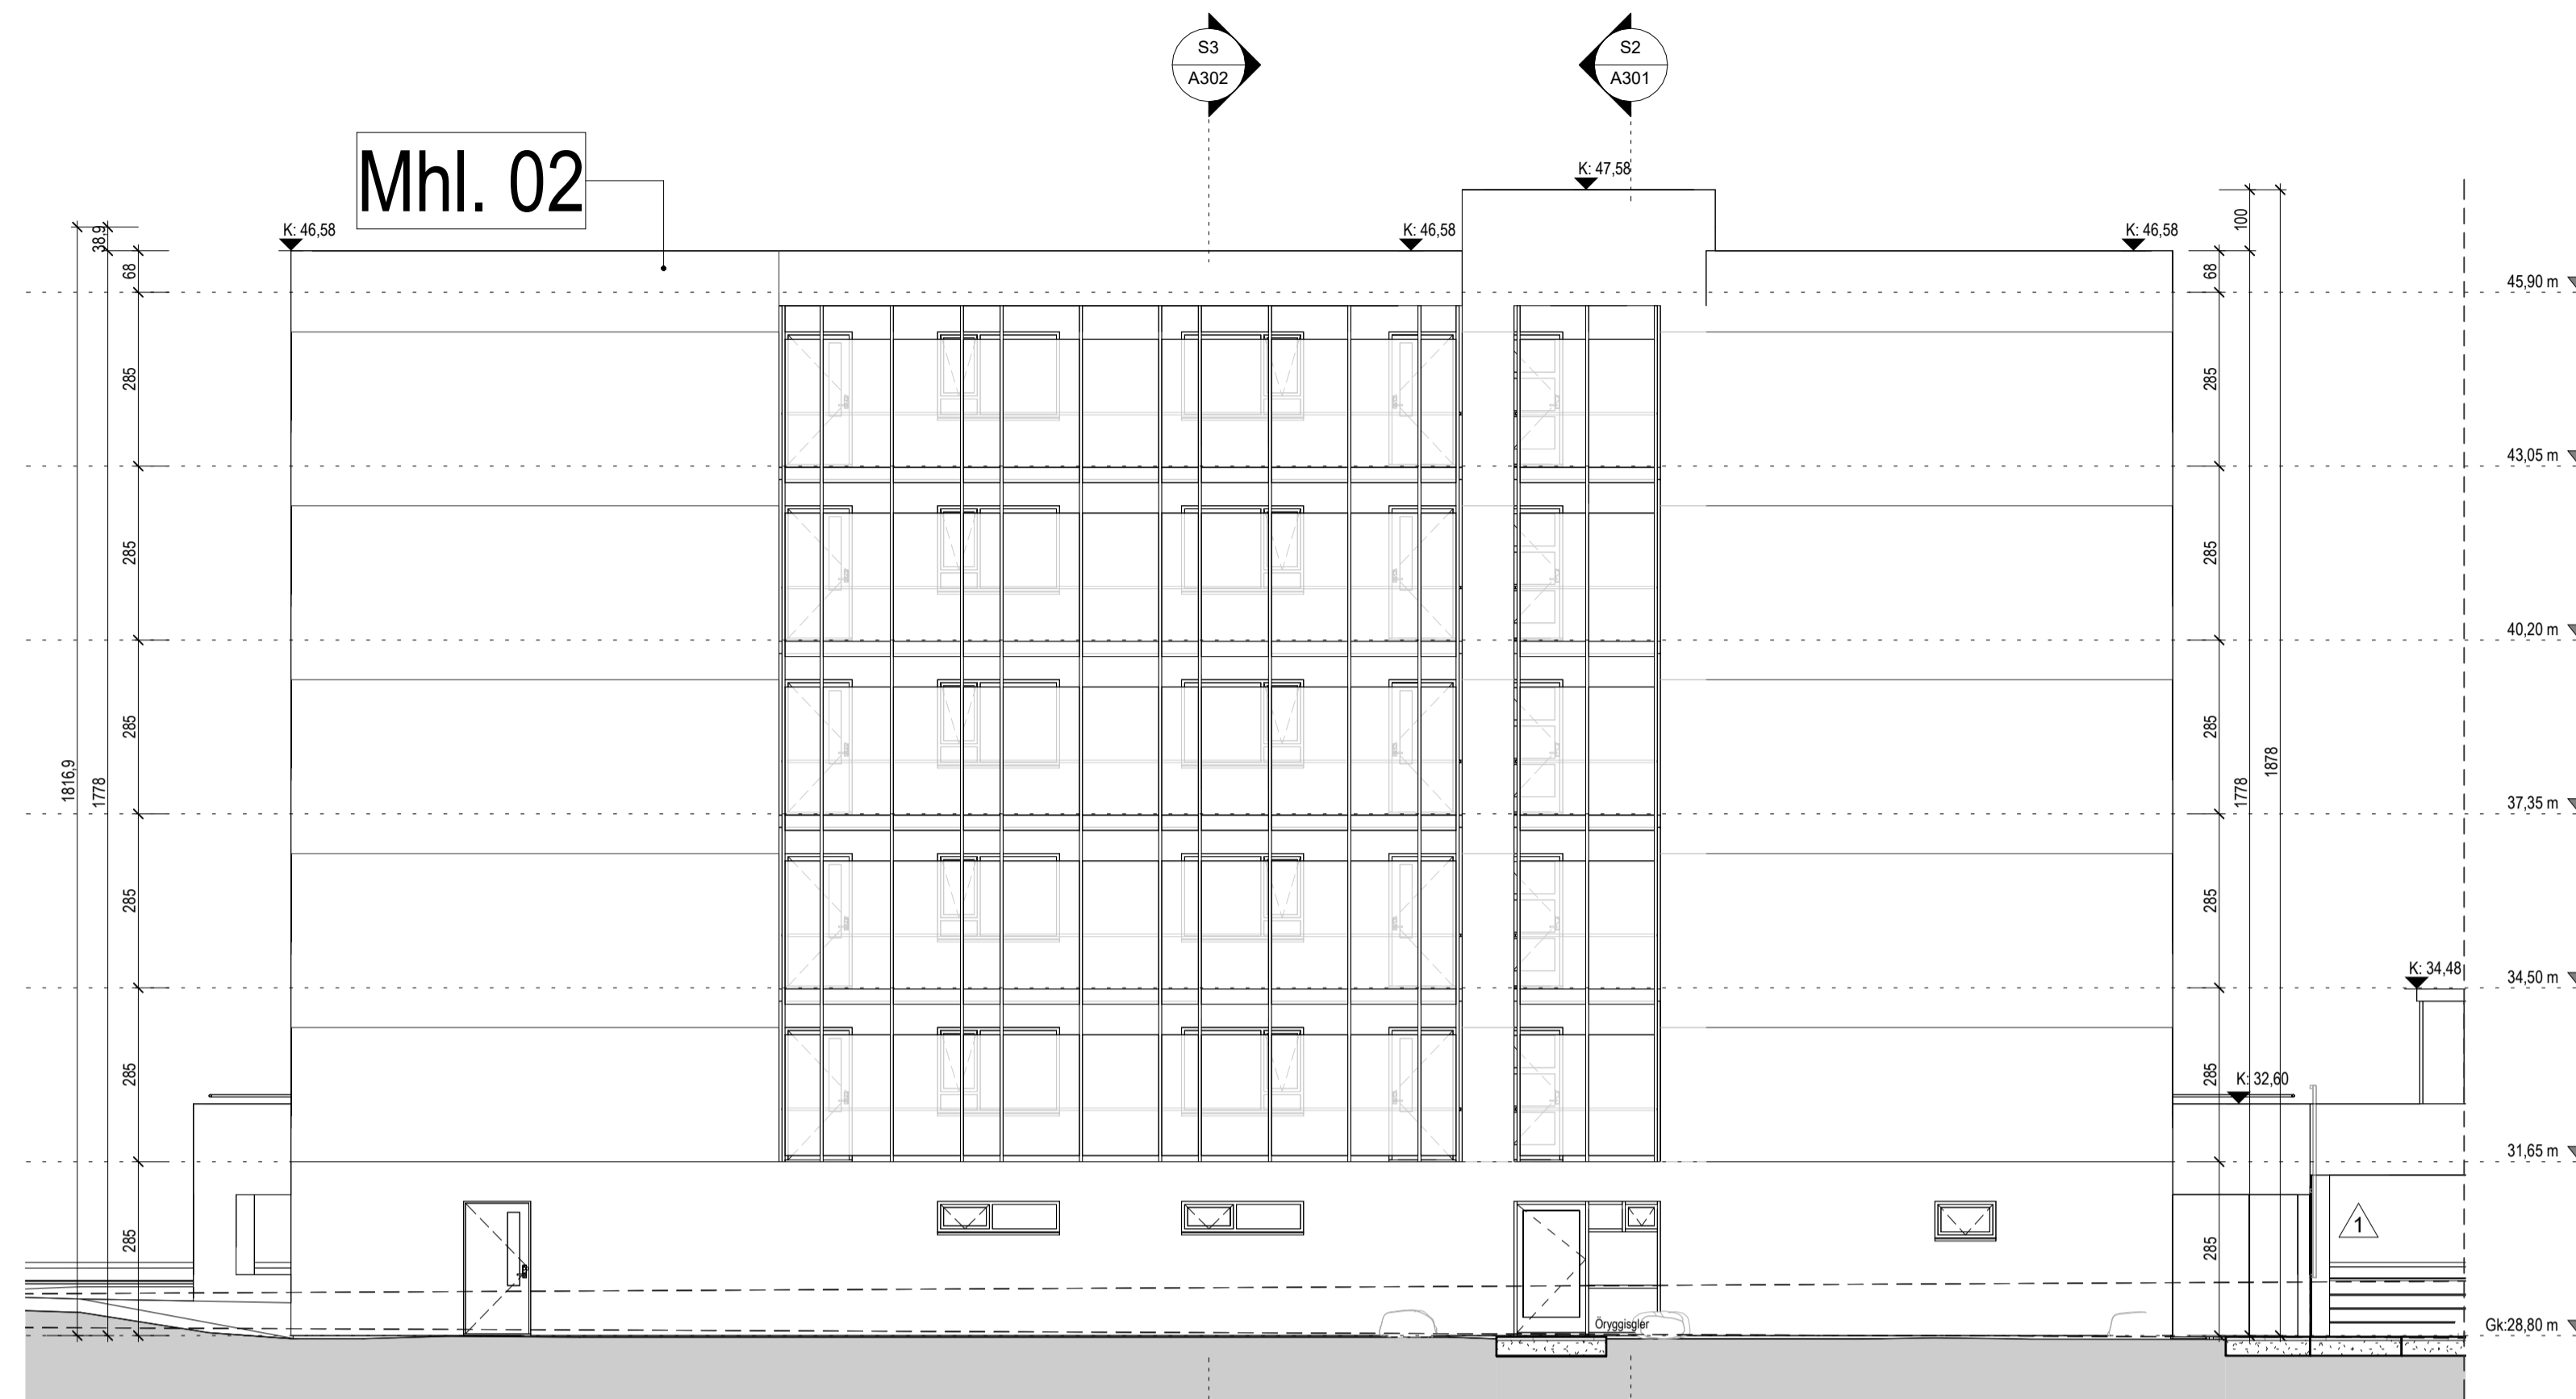 S3
A302
S2
A301
Mhl. 02
K: 47,58
K: 46,58
K: 46,58
K: 46,58
38,9
68
100
68
45,90 m
285
285
43,05 m
285
285
40,20 m
285
285
1816,9
1778
1778
1878
37,35 m
285
285
K: 34,48
34,50 m
285
285
K: 32,60
31,65 m
1
285
285
Öryggisgler
Gk:28,80 m